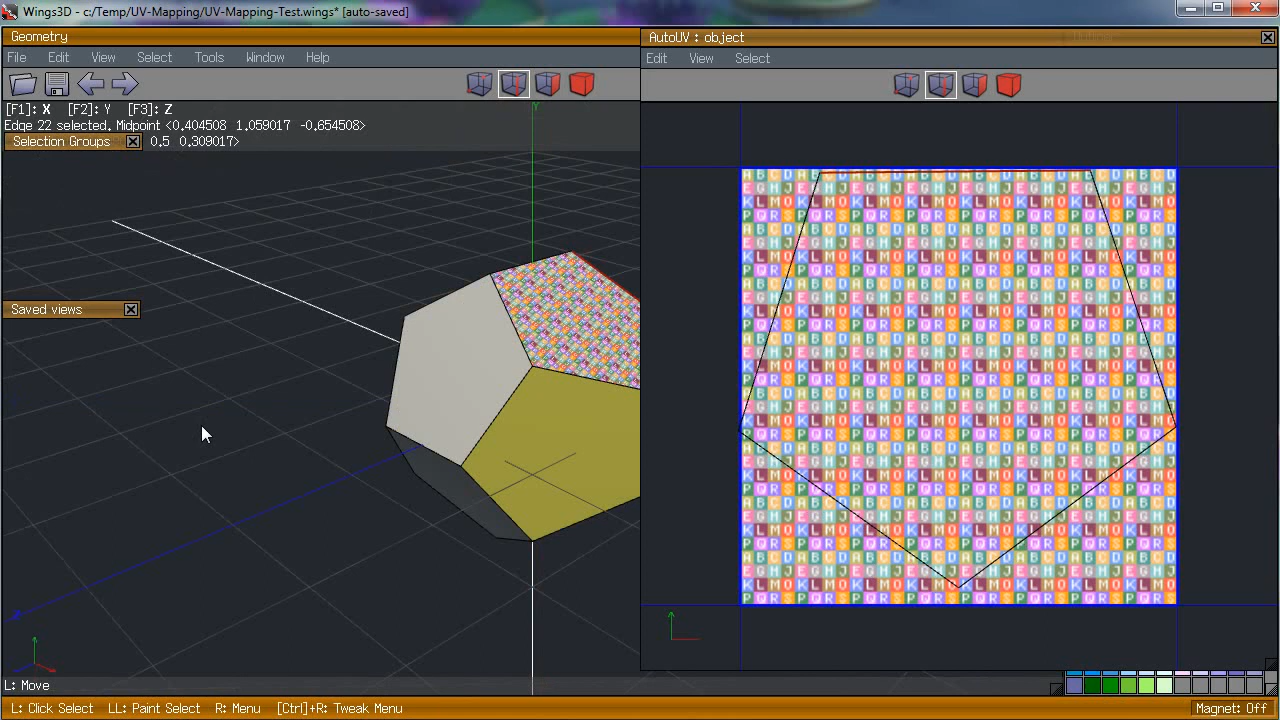 Wings3D - c:/Temp/UV-Mapping/UV-Mapping-Test.wings* [auto-saved]
Geometry
File Edit View Select Tools Window Help
[F1]: X [F2]: Y [F3]: Z
Edge 22 selected. Midpoint <0.404508 1.059017 -0.654508>
Selection Groups 0.5 0.309017>
Y
Saved views
Z
L: Move
L: Click Select LL: Paint Select R: Menu [Ctrl]+R: Tweak Menu
Magnet: Off
AutoUV: object
Edit View Select
A B C D A B C D A B C D A B C D A B C D A B C D A B C D A B C D
E G H J E G H J E G H J E G H J E G H J E G H J E G H J E G H J
K L M O K L M O K L M O K L M O K L M O K L M O K L M O K L M O
P Q R S P Q R S P Q R S P Q R S P Q R S P Q R S P Q R S P Q R S